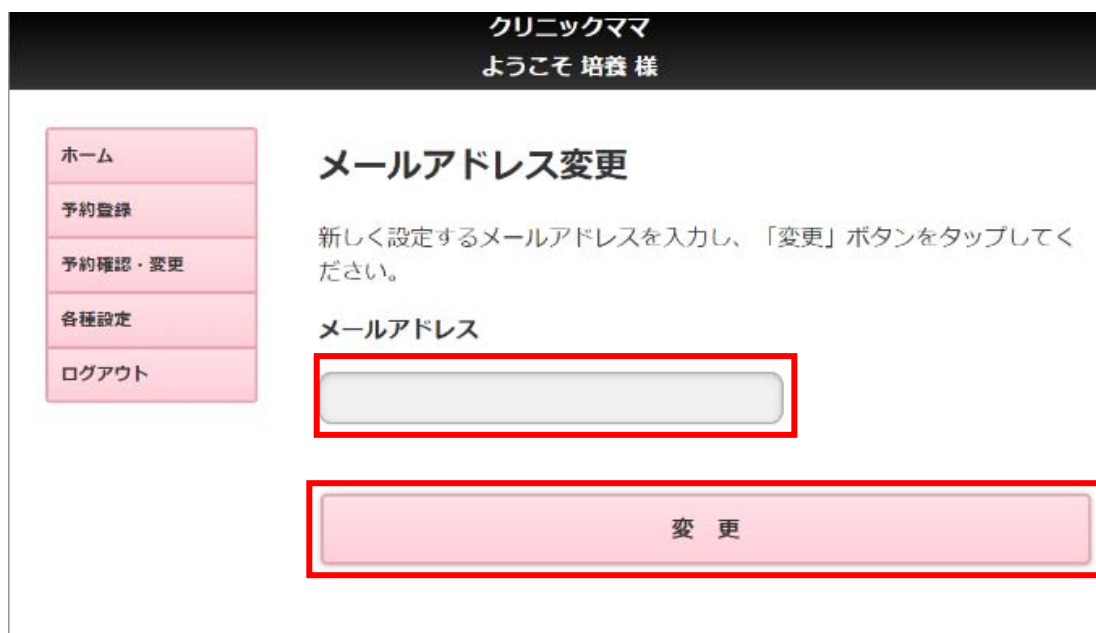 クリニックママ
ようこそ 培養 様
ホーム
予約登録
予約確認・変更
各種設定
ログアウト
メールアドレス変更
新しく設定するメールアドレスを入力し、「変更」ボタンをタップしてく
ださい。
メールアドレス
変　更